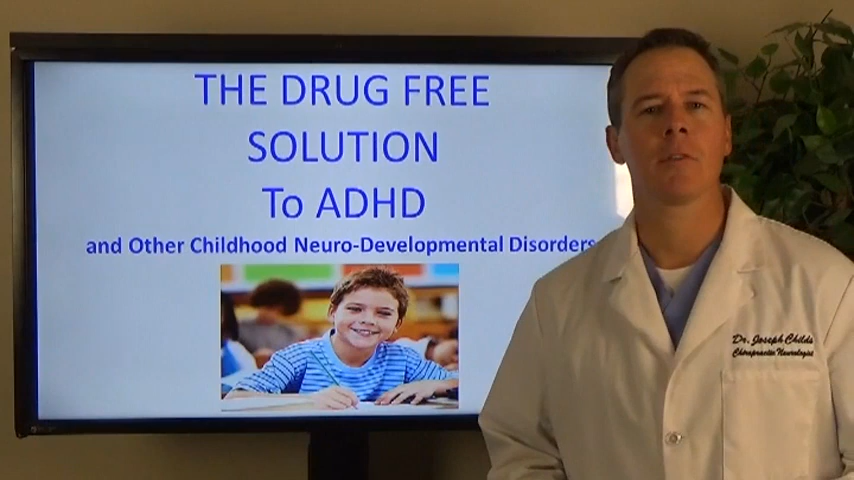 THE DRUG FREE
SOLUTION
To ADHD
and Other Childhood Neuro-Developmental Disorders
Dr. Joseph Childs
Chiropractic Neurologist